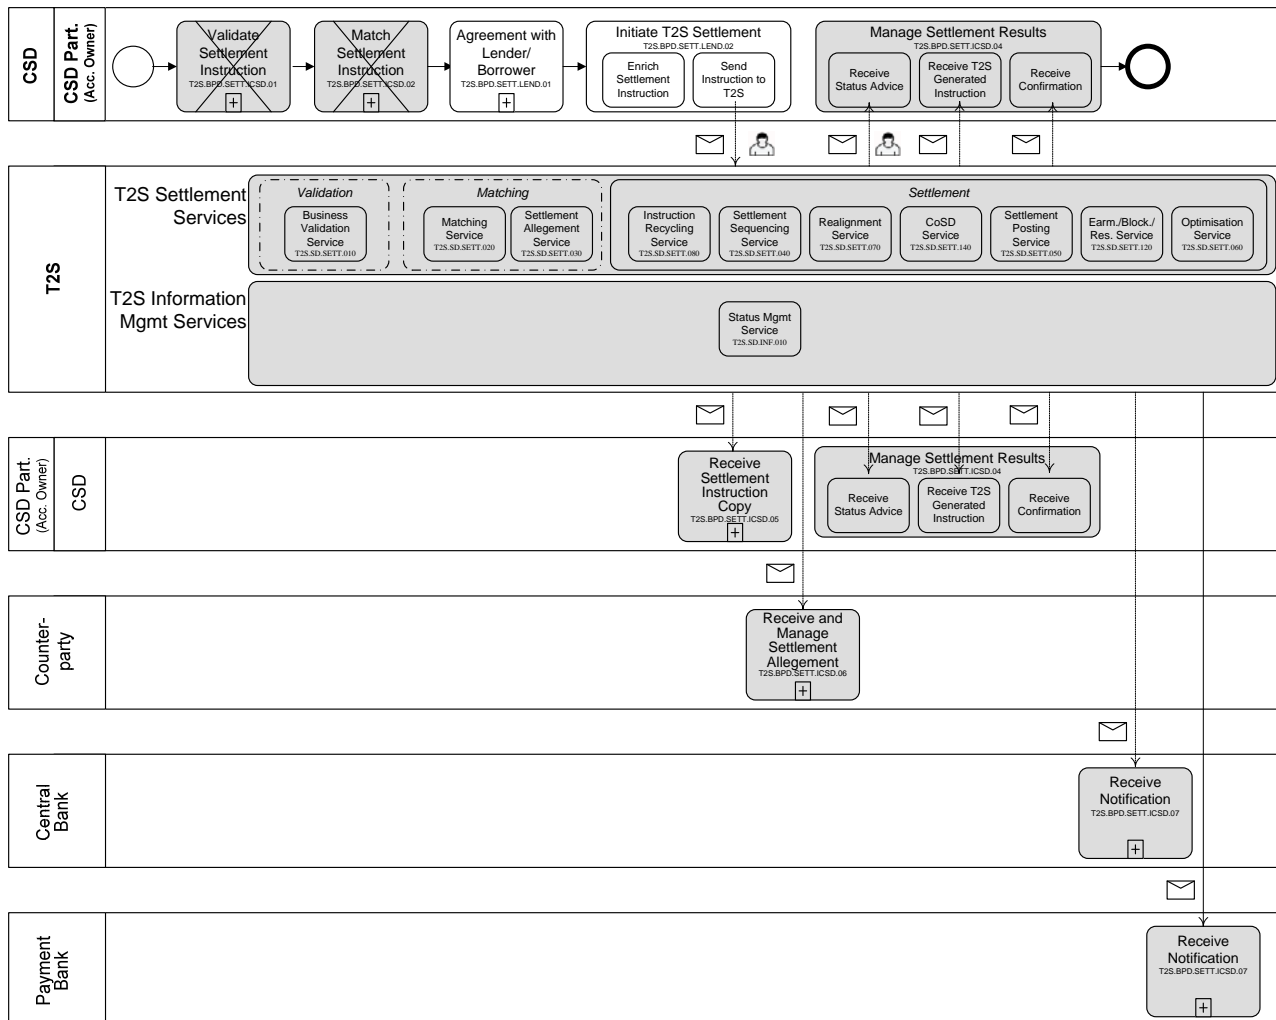 CSD
CSD Part.
(Acc. Owner)
Validate
Settlement
Instruction
T2S.BPD.SETT.ICSD.01
+
Match
Settlement
Instruction
T2S.BPD.SETT.ICSD.02
+
Agreement with
Lender/
Borrower
T2S.BPD.SETT.LEND.01
+
Initiate T2S Settlement
T2S.BPD.SETT.LEND.02
Enrich
Settlement
Instruction
Send
Instruction to
T2S
Manage Settlement Results
T2S.BPD.SETT.ICSD.04
Receive
Status Advice
Receive T2S
Generated
Instruction
Receive
Confirmation
T2S
T2S Settlement
Services
Validation
Business
Validation
Service
T2S.SD.SETT.010
Matching
Matching
Service
T2S.SD.SETT.020
Settlement
Allegement
Service
T2S.SD.SETT.030
Settlement
Instruction
Recycling
Service
T2S.SD.SETT.080
Settlement
Sequencing
Service
T2S.SD.SETT.040
Realignment
Service
T2S.SD.SETT.070
CoSD
Service
T2S.SD.SETT.140
Settlement
Posting
Service
T2S.SD.SETT.050
Earm./Block./
Res. Service
T2S.SD.SETT.120
Optimisation
Service
T2S.SD.SETT.060
T2S Information
Mgmt Services
Status Mgmt
Service
T2S.SD.INF.010
CSD Part.
(Acc. Owner)
CSD
Receive
Settlement
Instruction
Copy
T2S.BPD.SETT.ICSD.05
+
Manage Settlement Results
T2S.BPD.SETT.ICSD.04
Receive
Status Advice
Receive T2S
Generated
Instruction
Receive
Confirmation
Counter-
party
Receive and
Manage
Settlement
Allegement
T2S.BPD.SETT.ICSD.06
+
Central
Bank
Receive
Notification
T2S.BPD.SETT.ICSD.07
+
Payment
Bank
Receive
Notification
T2S.BPD.SETT.ICSD.07
+